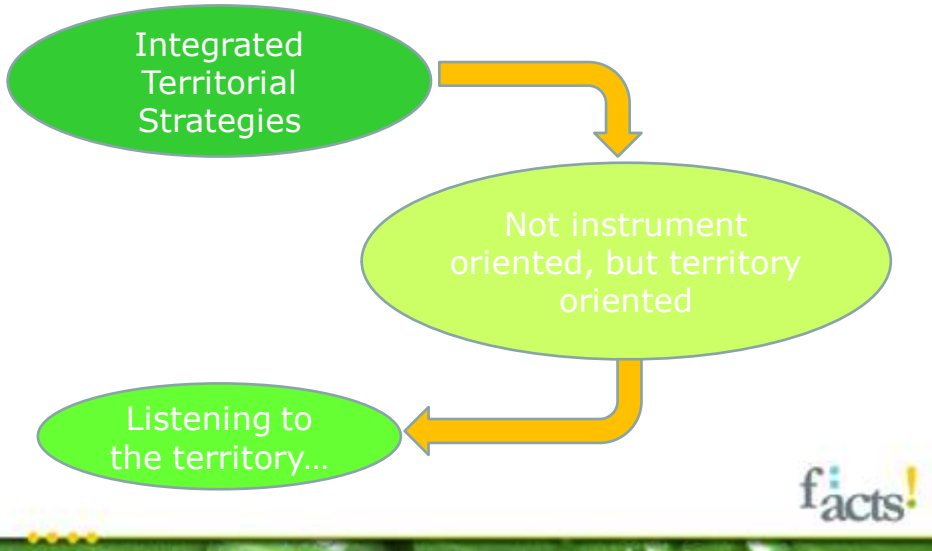 Integrated
Territorial
Strategies
Not instrument
oriented, but territory
oriented
Listening to
the territory…
facts!